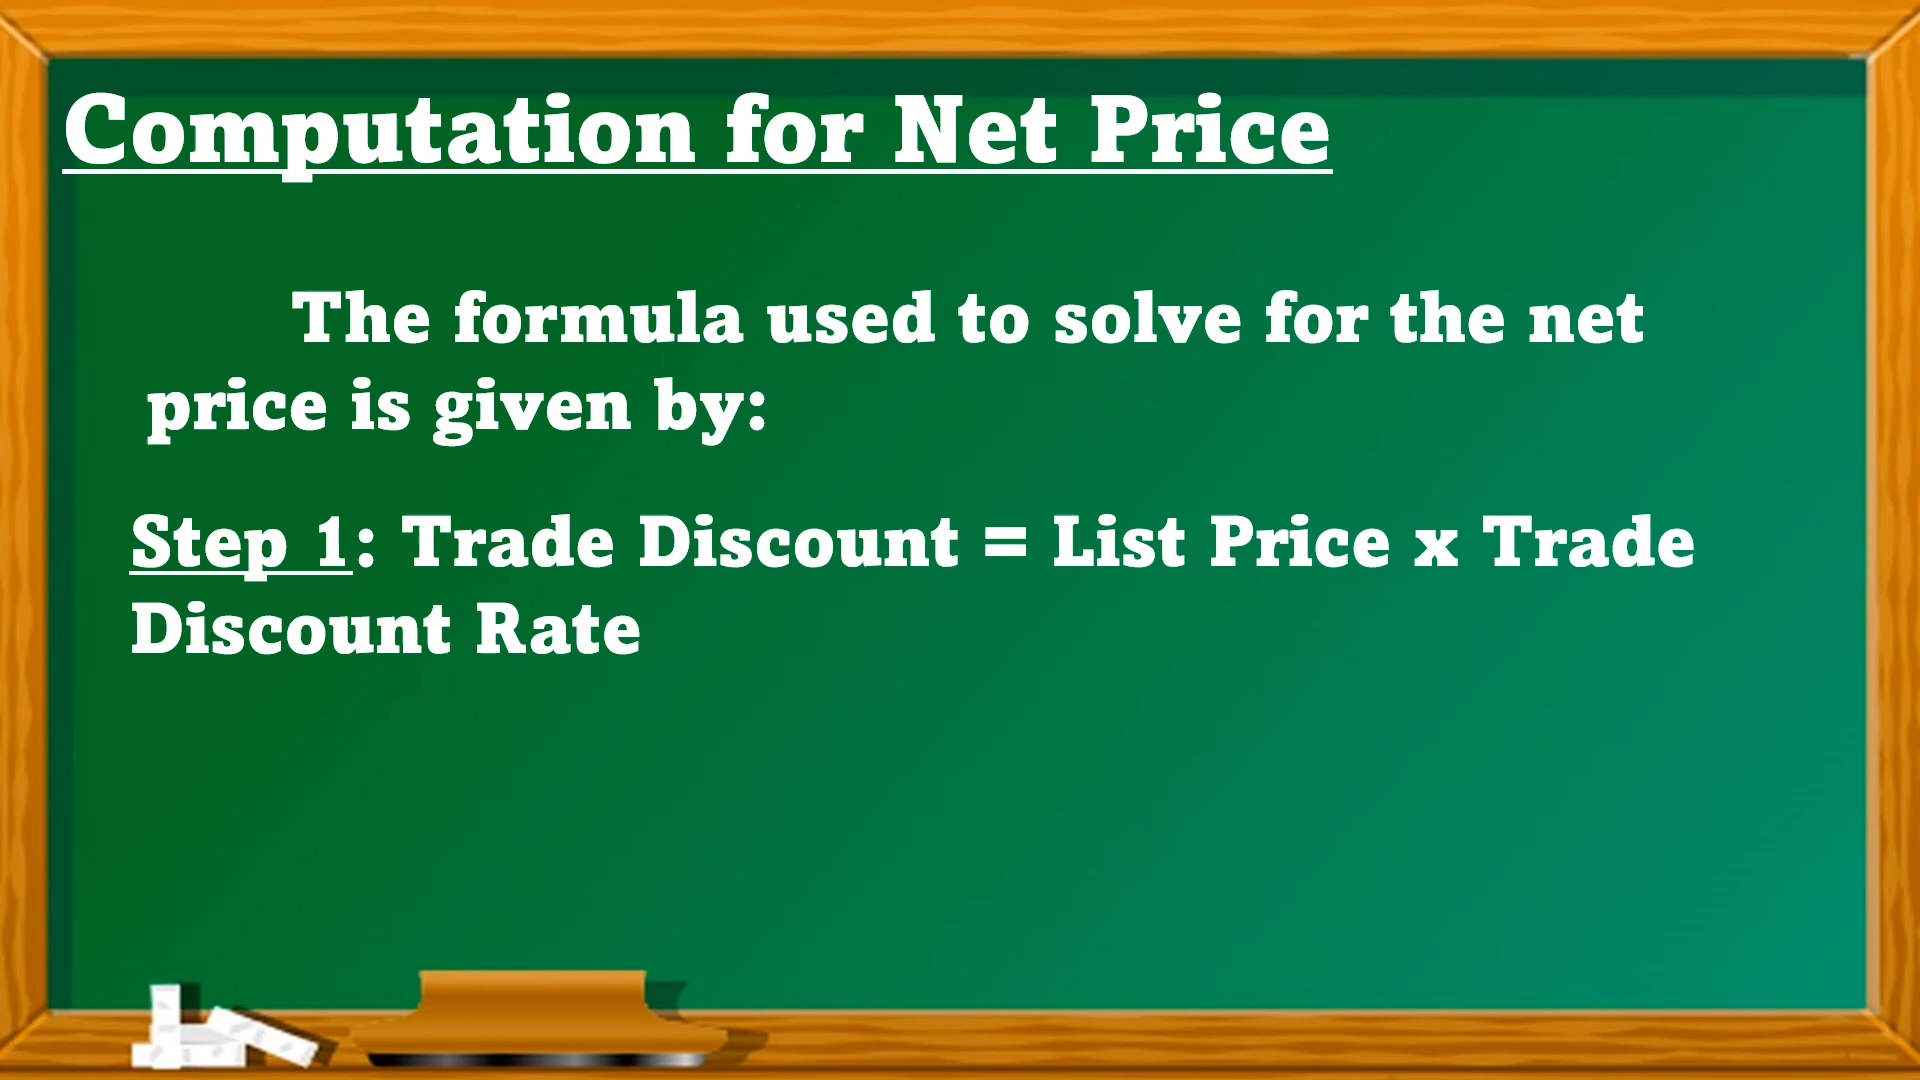 Computation for Net Price
The formula used to solve for the net
price is given by:
Step 1: Trade Discount = List Price x Trade
Discount Rate